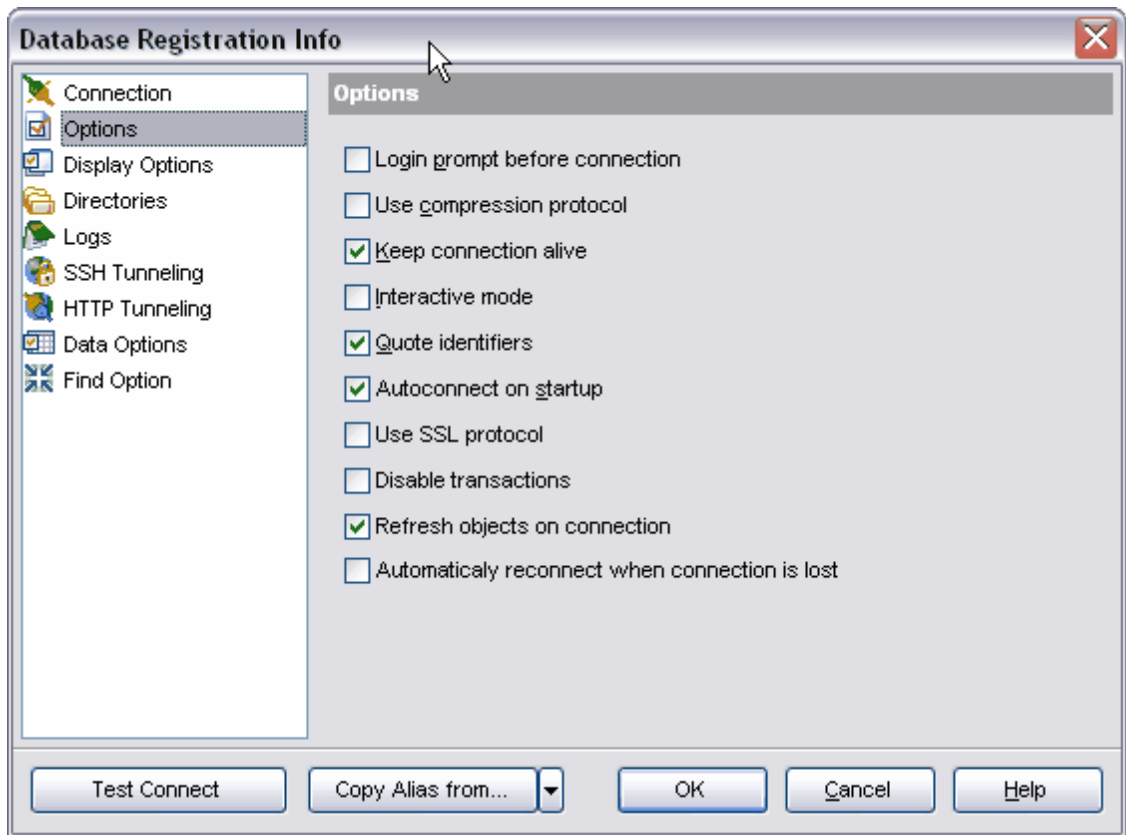 Database Registration Info
Connection
Options
Display Options
Directories
Logs
SSH Tunneling
HTTP Tunneling
Data Options
Find Option
Options
Login prompt before connection
Use compression protocol
Keep connection alive
Interactive mode
Quote identifiers
Autoconnect on startup
Use SSL protocol
Disable transactions
Refresh objects on connection
Automaticaly reconnect when connection is lost
Test Connect
Copy Alias from...
OK
Cancel
Help